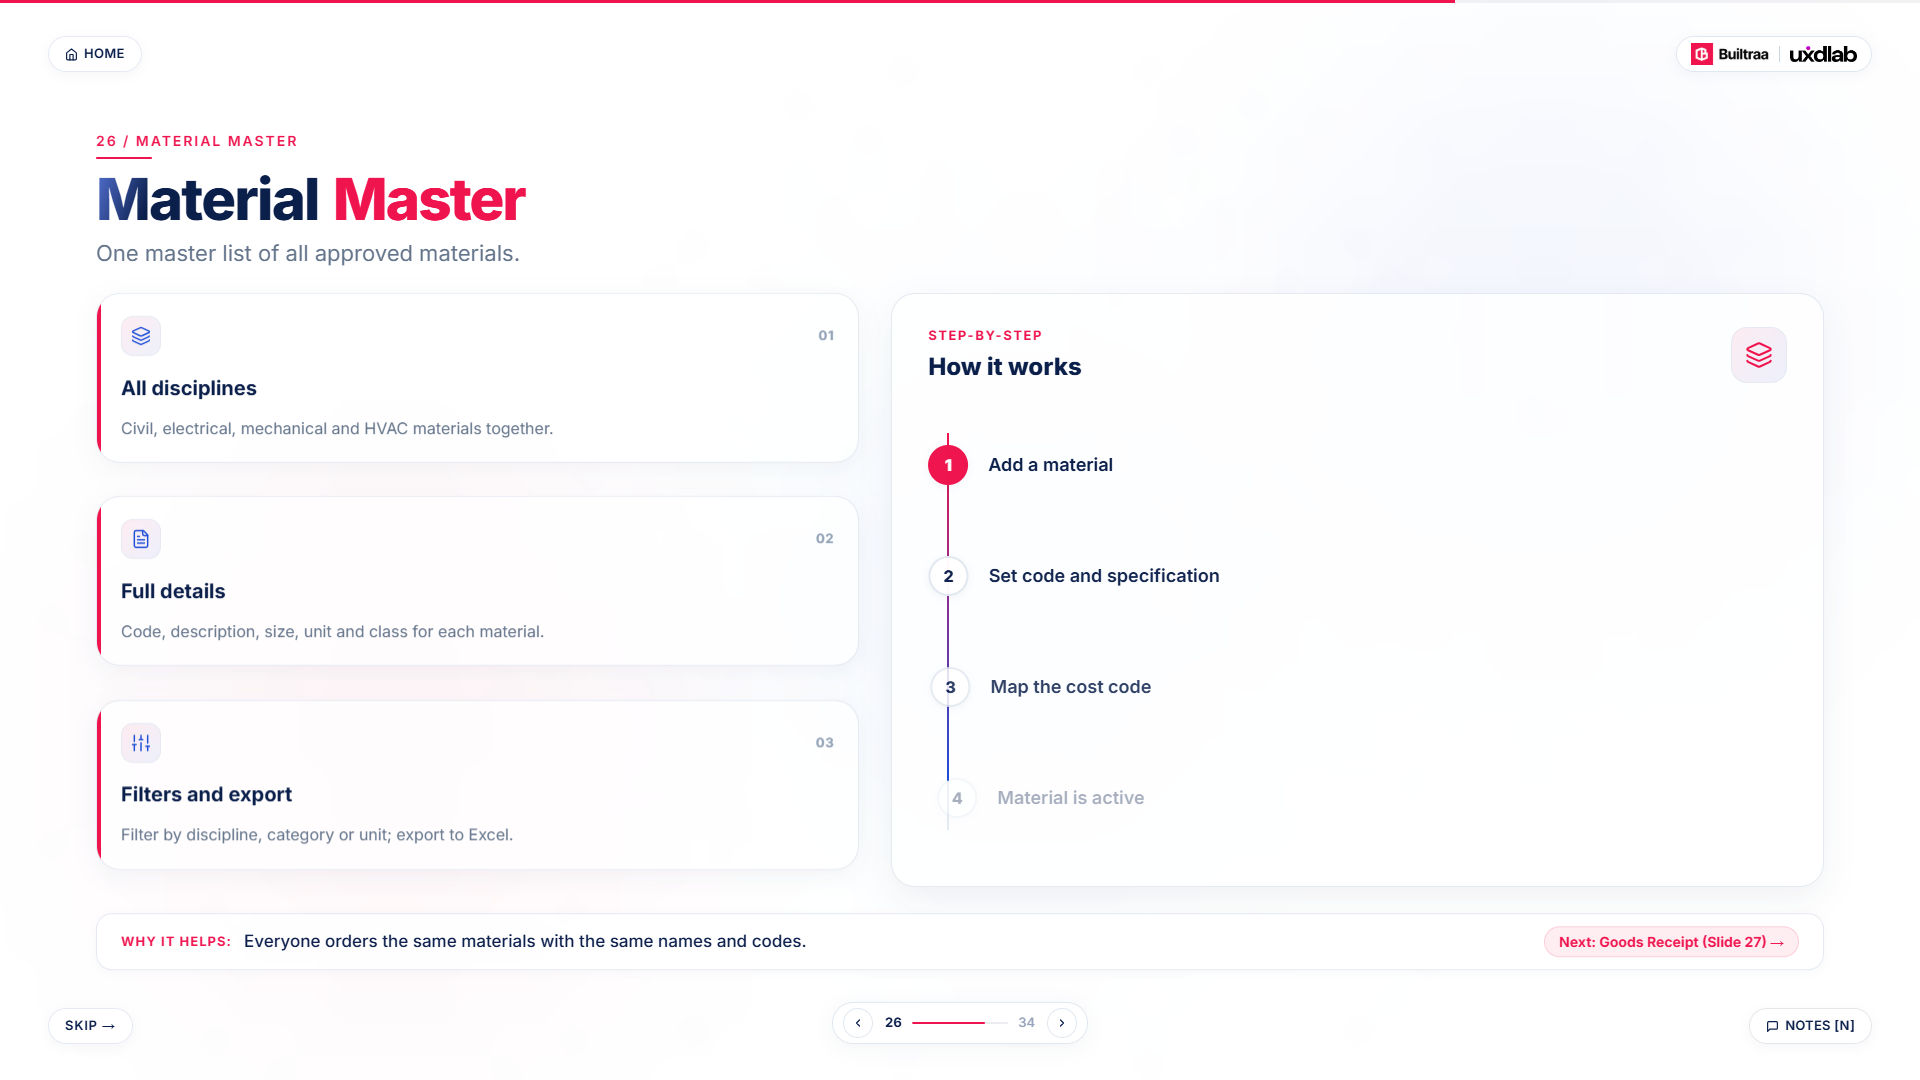 HOME
Builtraa
uxdlab
26 / MATERIAL MASTER
Material Master
One master list of all approved materials.
01
All disciplines
Civil, electrical, mechanical and HVAC materials together.
02
Full details
Code, description, size, unit and class for each material.
03
Filters and export
Filter by discipline, category or unit; export to Excel.
STEP-BY-STEP
How it works
1 Add a material
2 Set code and specification
3 Map the cost code
4 Material is active
WHY IT HELPS: Everyone orders the same materials with the same names and codes.
Next: Goods Receipt (Slide 27) →
SKIP →
‹ 26 34 ›
NOTES [N]